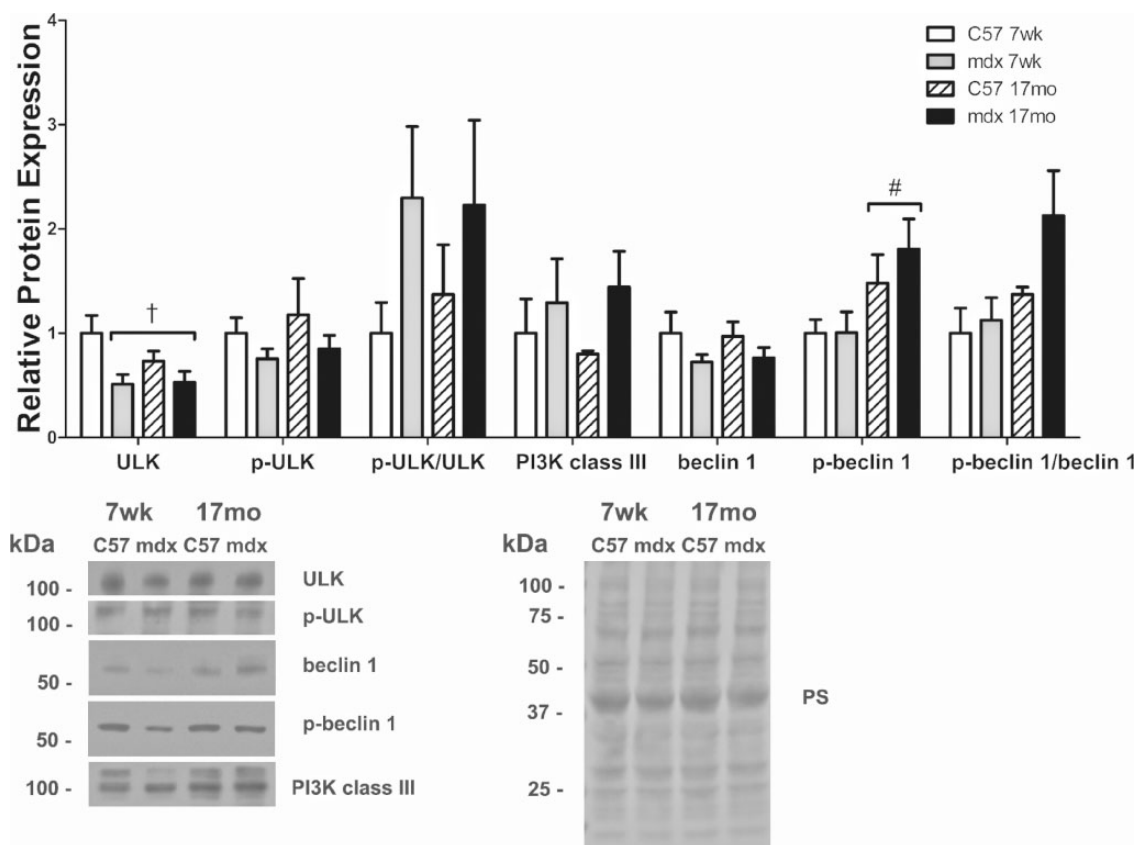 Relative Protein Expression
4
3
2
1
0
C57 7wk
mdx 7wk
C57 17mo
mdx 17mo
†
#
ULK p-ULK p-ULK/ULK PI3K class III beclin 1 p-beclin 1 p-beclin 1/beclin 1
7wk 17mo
kDa C57 mdx C57 mdx
100 - ULK
100 - p-ULK
50 - beclin 1
50 - p-beclin 1
100 - PI3K class III
7wk 17mo
kDa C57 mdx C57 mdx
100 -
75 -
50 -
37 -
25 -
PS